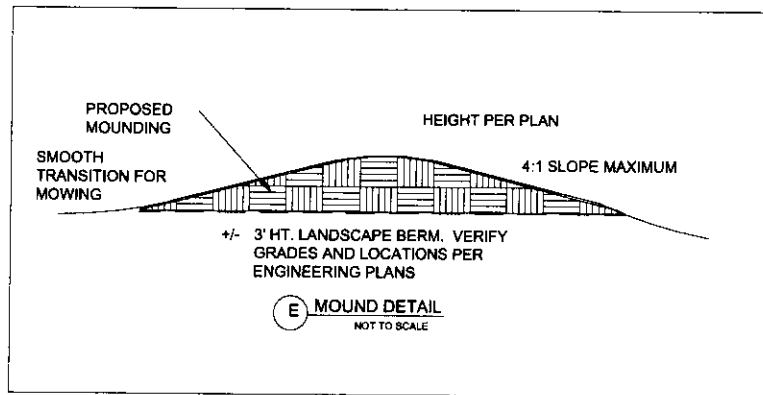 PROPOSED
MOUNDING
HEIGHT PER PLAN
SMOOTH
TRANSITION FOR
MOWING
4:1 SLOPE MAXIMUM
+/- 3' HT. LANDSCAPE BERM. VERIFY
GRADES AND LOCATIONS PER
ENGINEERING PLANS
E MOUND DETAIL
NOT TO SCALE